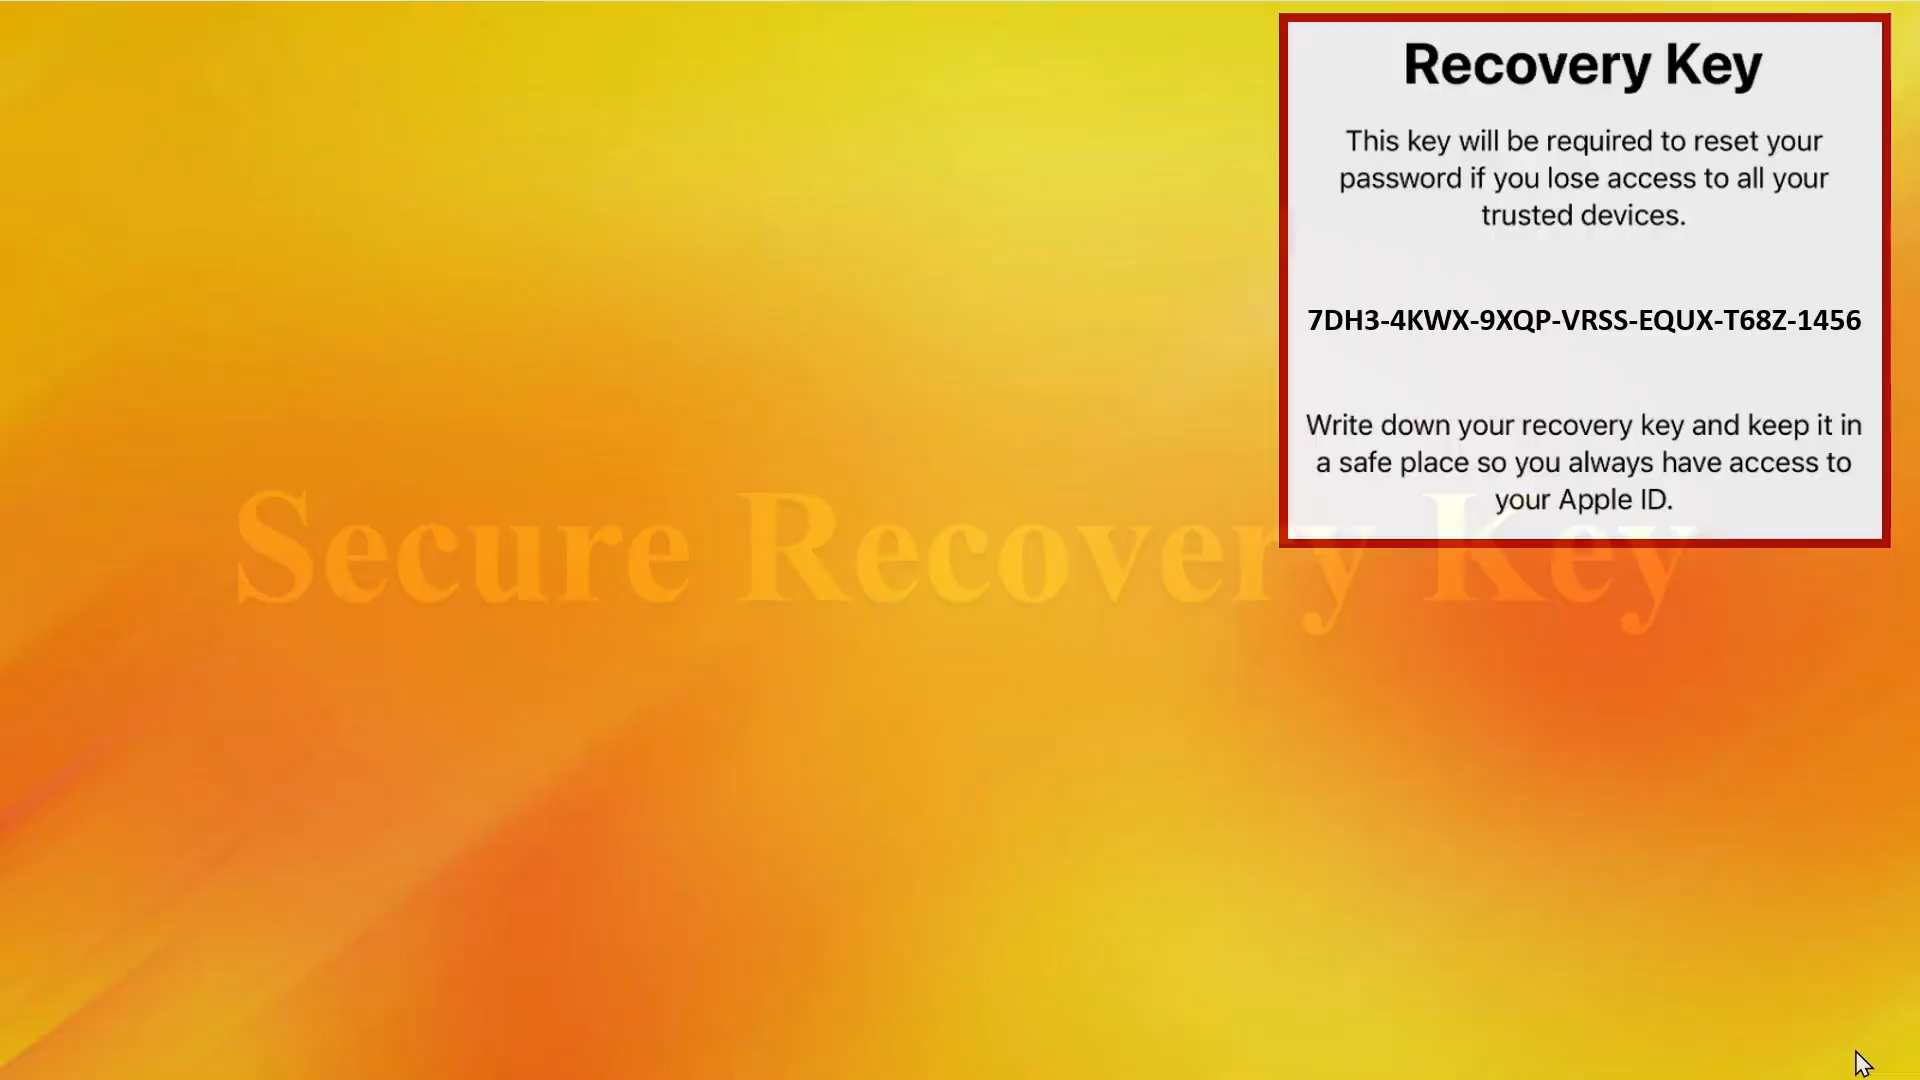 Recovery Key
This key will be required to reset your
password if you lose access to all your
trusted devices.
7DH3-4KWX-9XQP-VRSS-EQUX-T68Z-1456
Write down your recovery key and keep it in
a safe place so you always have access to
your Apple ID.
Secure Recovery Key